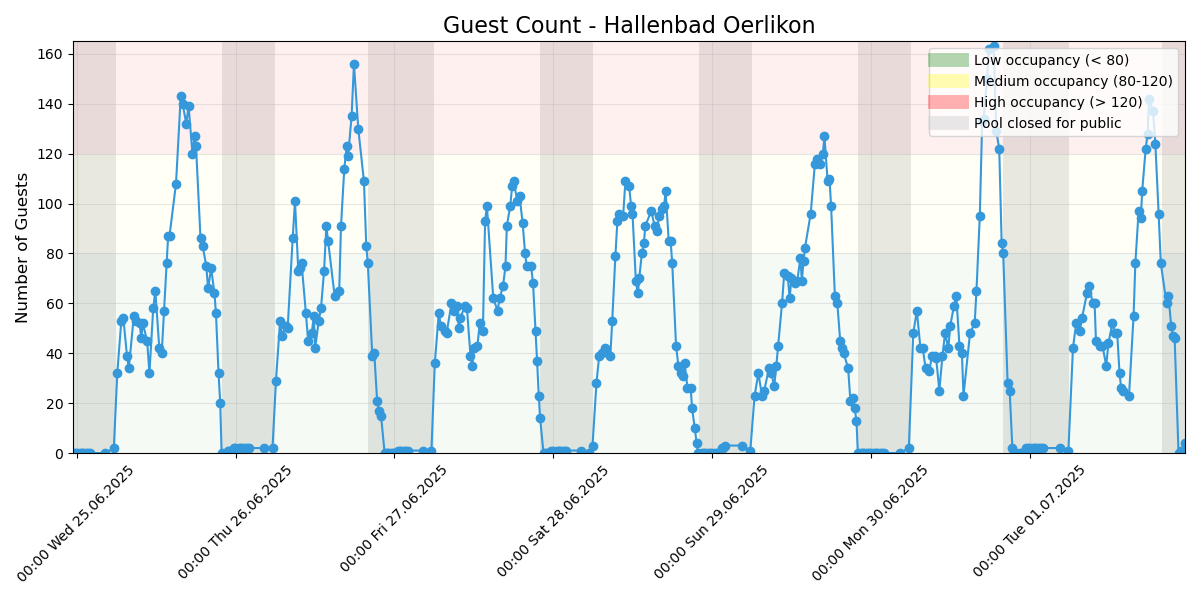 Guest Count - Hallenbad Oerlikon
Number of Guests
160
140
120
100
80
60
40
20
0
Low occupancy (< 80)
Medium occupancy (80-120)
High occupancy (> 120)
Pool closed for public
00:00 Wed 25.06.2025
00:00 Thu 26.06.2025
00:00 Fri 27.06.2025
00:00 Sat 28.06.2025
00:00 Sun 29.06.2025
00:00 Mon 30.06.2025
00:00 Tue 01.07.2025